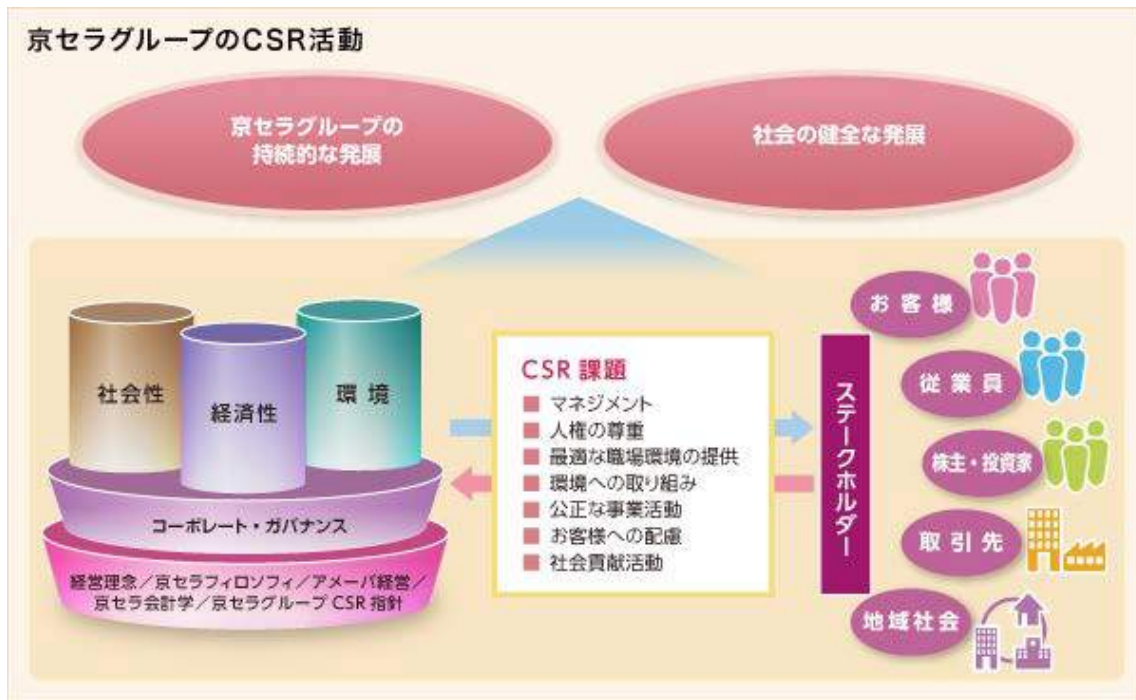 京セラグループのCSR活動
京セラグループの
持続的な発展
社会の健全な発展
社会性
経済性
環境
コーポレート・ガバナンス
経営理念／京セラフィロソフィ／アメーバ経営／
京セラ会計学／京セラグループCSR指針
CSR課題
マネジメント
人権の尊重
最適な職場環境の提供
環境への取り組み
公正な事業活動
お客様への配慮
社会貢献活動
ステークホルダー
お客様
従業員
株主・投資家
取引先
地域社会